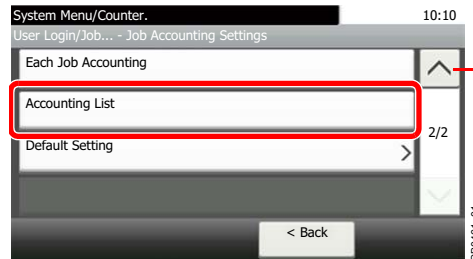 System Menu/Counter.
10:10
User Login/Job... - Job Accounting Settings
Each Job Accounting
Accounting List
2/2
Default Setting
< Back